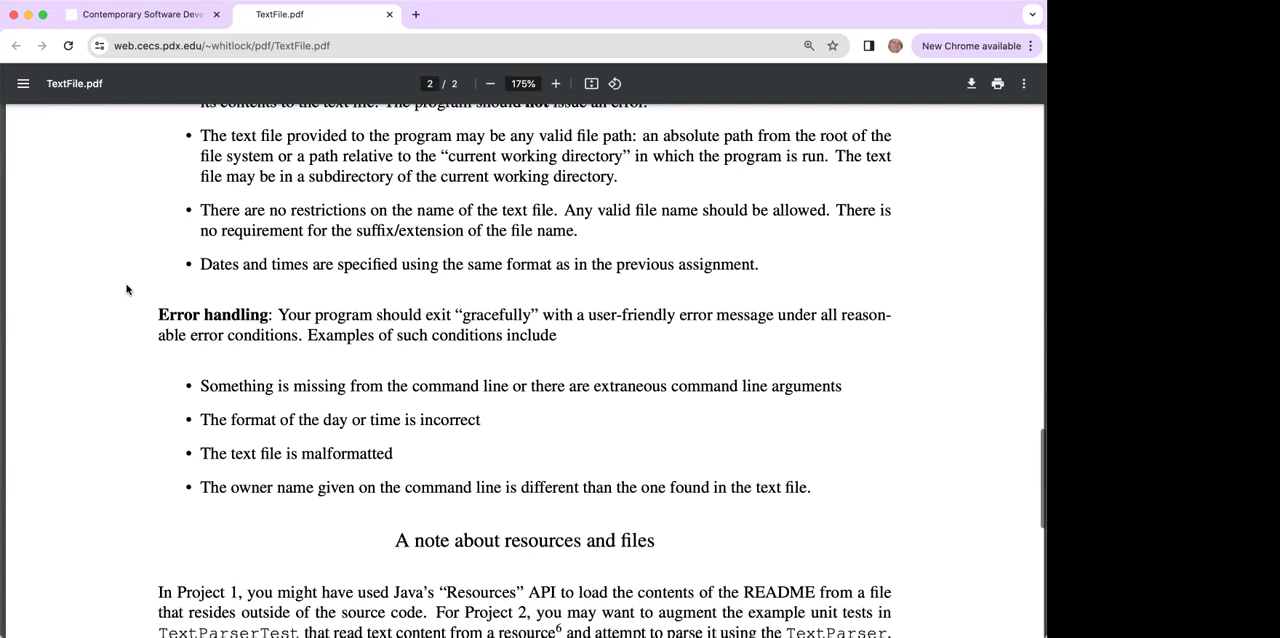 Contemporary Software Deve
TextFile.pdf
web.cecs.pdx.edu/~whitlock/pdf/TextFile.pdf
New Chrome available
TextFile.pdf
2 / 2
175%
its contents to the text file. The program should not issue an error.
• The text file provided to the program may be any valid file path: an absolute path from the root of the
file system or a path relative to the “current working directory” in which the program is run. The text
file may be in a subdirectory of the current working directory.
• There are no restrictions on the name of the text file. Any valid file name should be allowed. There is
no requirement for the suffix/extension of the file name.
• Dates and times are specified using the same format as in the previous assignment.
Error handling: Your program should exit “gracefully” with a user-friendly error message under all reason-
able error conditions. Examples of such conditions include
• Something is missing from the command line or there are extraneous command line arguments
• The format of the day or time is incorrect
• The text file is malformatted
• The owner name given on the command line is different than the one found in the text file.
A note about resources and files
In Project 1, you might have used Java’s “Resources” API to load the contents of the README from a file
that resides outside of the source code. For Project 2, you may want to augment the example unit tests in
TextParserTest that read text content from a resource⁶ and attempt to parse it using the TextParser.